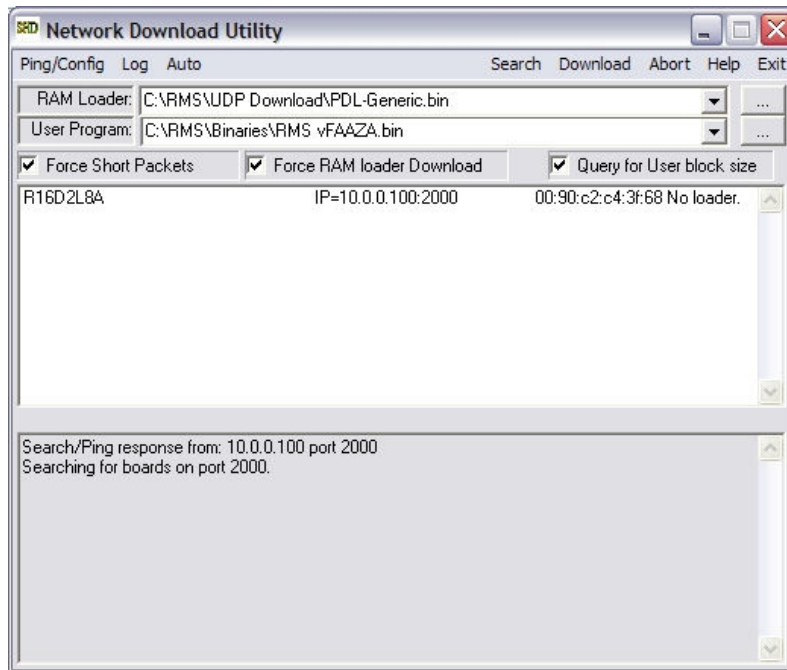 SHD Network Download Utility
Ping/Config Log Auto Search Download Abort Help Exit
RAM Loader: C:\RMS\UDP Download\PDL-Generic.bin ...
User Program: C:\RMS\Binaries\RMS vFAAZA.bin ...
Force Short Packets Force RAM loader Download Query for User block size
R16D2L8A IP=10.0.0.100:2000 00:90:c2:c4:3f:68 No loader.
Search/Ping response from: 10.0.0.100 port 2000
Searching for boards on port 2000.